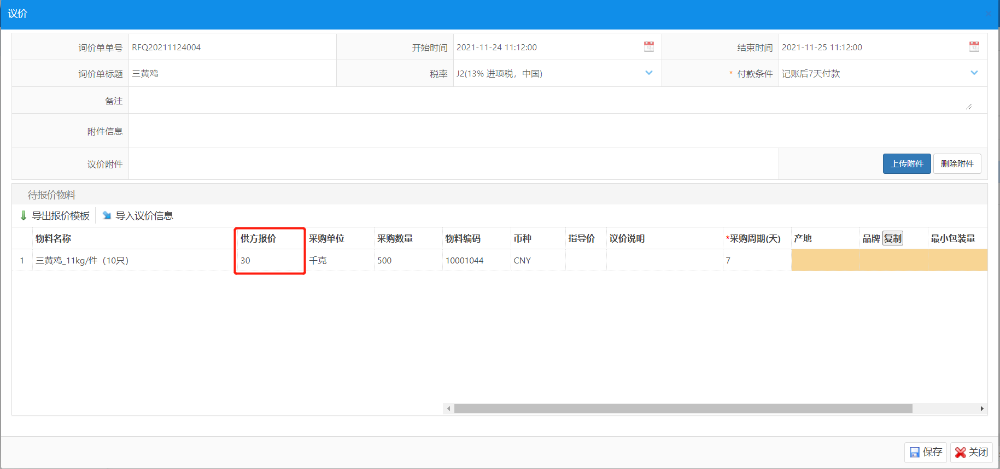 议价
询价单单号 RFQ20211124004 开始时间 2021-11-24 11:12:00 结束时间 2021-11-25 11:12:00
询价单标题 三黄鸡 税率 J2(13% 进项税，中国) * 付款条件 记账后7天付款
备注
附件信息
议价附件 上传附件 删除附件
待报价物料
导出报价模板 导入议价信息
物料名称 供方报价 采购单位 采购数量 物料编码 币种 指导价 议价说明 *采购周期(天) 产地 品牌 复制 最小包装量
1 三黄鸡_11kg/件（10只） 30 千克 500 10001044 CNY 7
保存 关闭